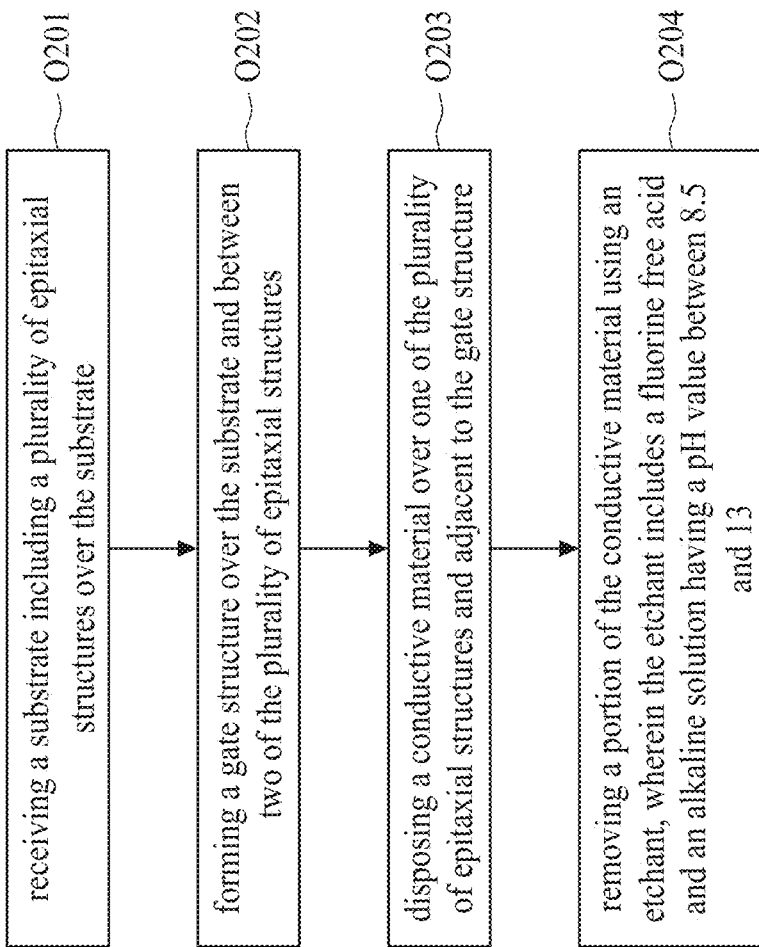 receiving a substrate including a plurality of epitaxial
structures over the substrate
O201
forming a gate structure over the substrate and between
two of the plurality of epitaxial structures
O202
disposing a conductive material over one of the plurality
of epitaxial structures and adjacent to the gate structure
O203
removing a portion of the conductive material using an
etchant, wherein the etchant includes a fluorine free acid
and an alkaline solution having a pH value between 8.5
and 13
O204